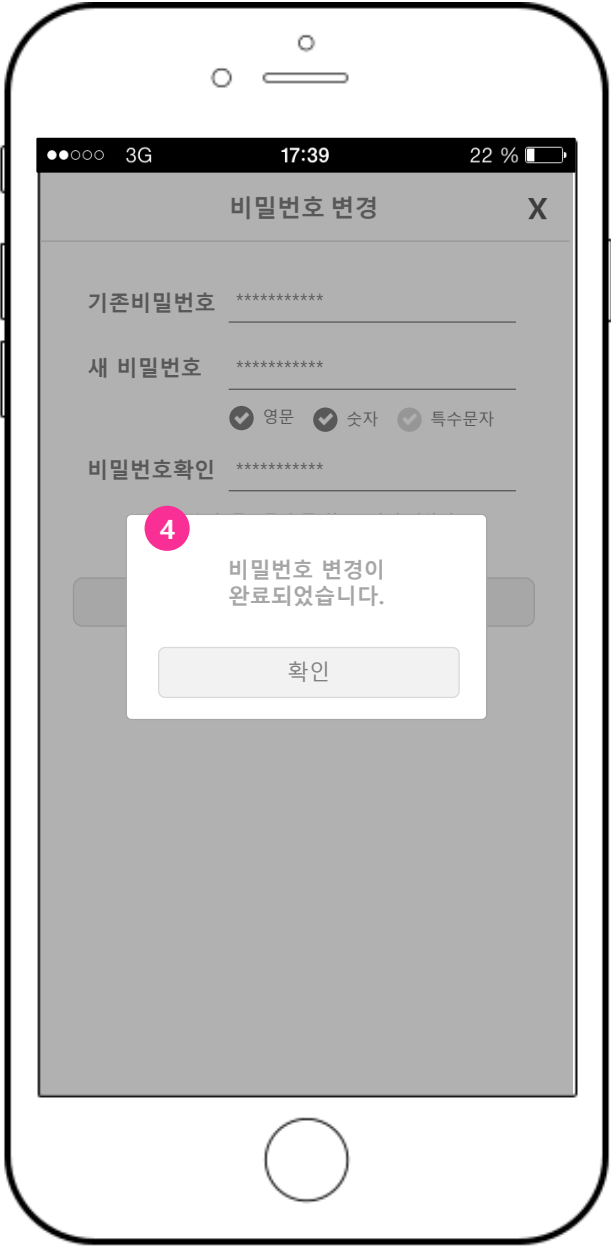 3G 17:39 22 %
비밀번호 변경 X
기존비밀번호 ***********
새 비밀번호 ***********
영문 숫자 특수문자
비밀번호확인 ***********
4
비밀번호 변경이
완료되었습니다.
확인